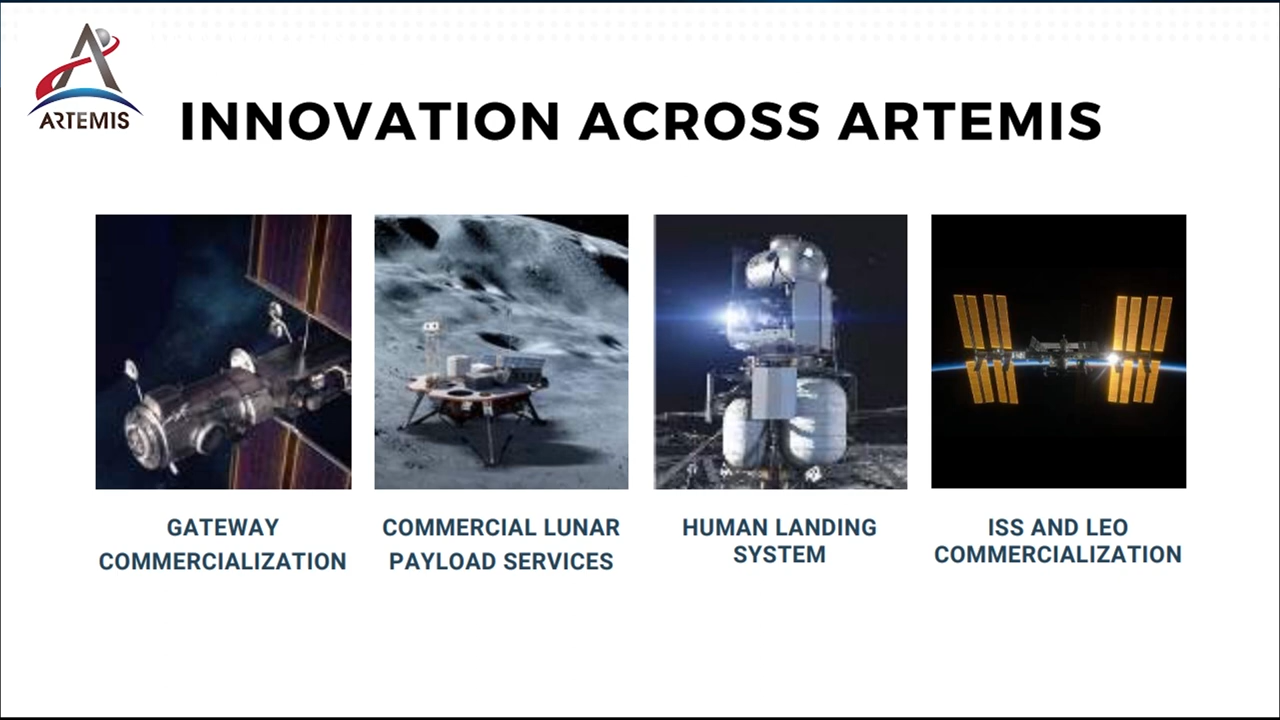 ARTEMIS
INNOVATION ACROSS ARTEMIS
GATEWAY
COMMERCIALIZATION
COMMERCIAL LUNAR
PAYLOAD SERVICES
HUMAN LANDING
SYSTEM
ISS AND LEO
COMMERCIALIZATION